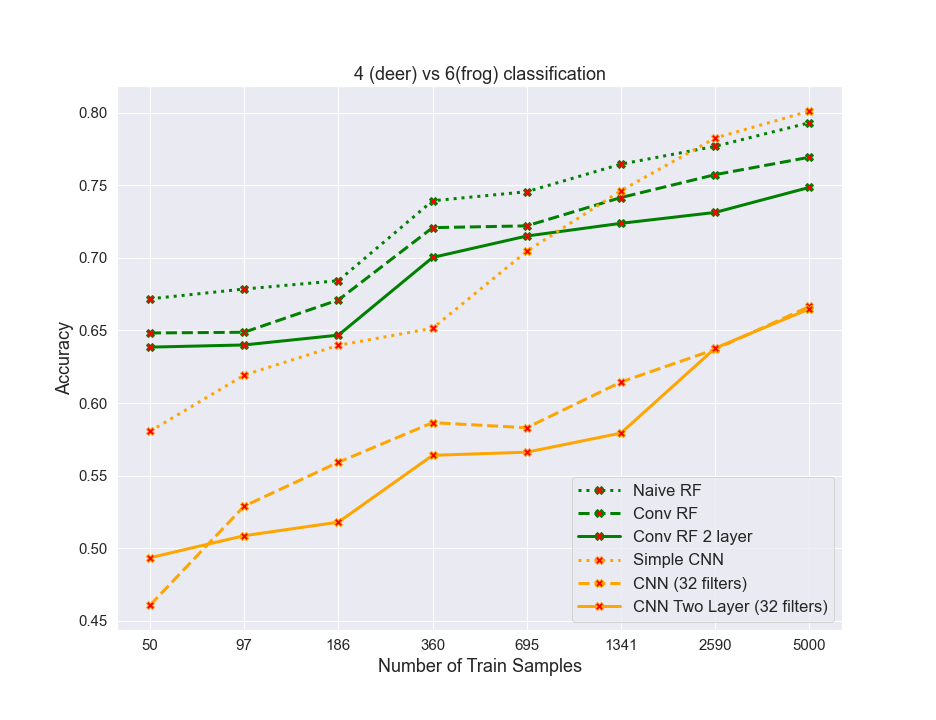 4 (deer) vs 6(frog) classification
Accuracy
0.80
0.75
0.70
0.65
0.60
0.55
0.50
0.45
Naive RF
Conv RF
Conv RF 2 layer
Simple CNN
CNN (32 filters)
CNN Two Layer (32 filters)
50 97 186 360 695 1341 2590 5000
Number of Train Samples